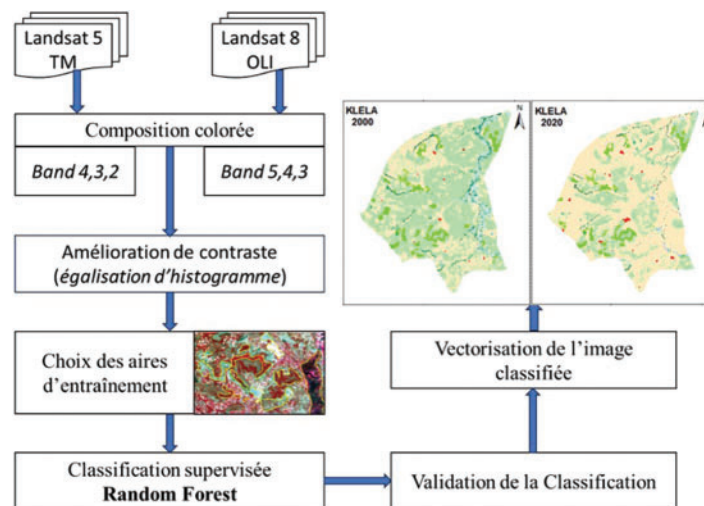 Landsat 5
TM
Landsat 8
OLI
Composition colorée
Band 4,3,2
Band 5,4,3
Amélioration de contraste
(égalisation d'histogramme)
Choix des aires
d'entraînement
Classification supervisée
Random Forest
Validation de la Classification
Vectorisation de l'image
classifiée
KLELA
2000
N
KLELA
2020